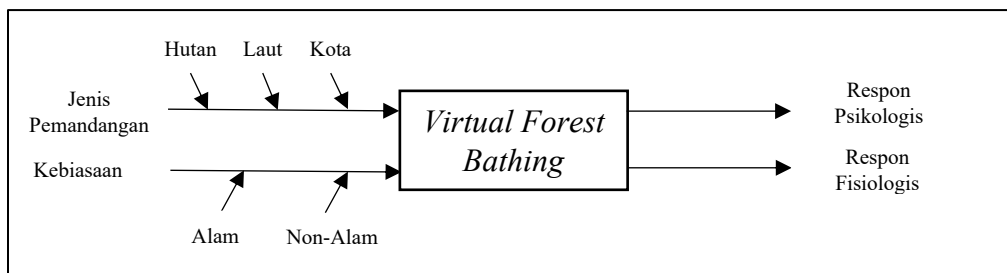 Hutan Laut Kota
Jenis
Pemandangan
Kebiasaan
Alam Non-Alam
Virtual Forest
Bathing
Respon
Psikologis
Respon
Fisiologis